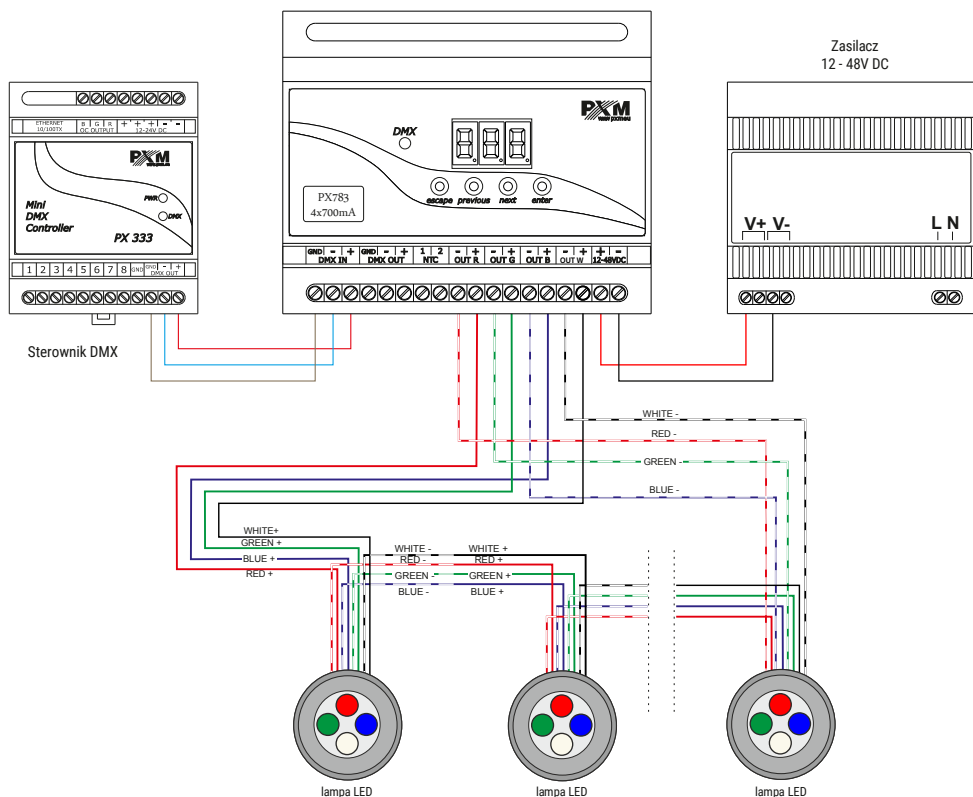 Zasilacz
12 - 48V DC
ETHERNET
10/100TX
B G R + + + - -
OC OUTPUT 12-24V DC
PXM
PWR
DMX
Mini
DMX
Controller
PX 333
1 2 3 4 5 6 7 8 GND GND - +
DMX OUT
Sterownik DMX
PXM
DMX
8.8.8.
PX783
4x700mA
escape previous next enter
GND - + GND - + 1 2 - + - + - + - + + -
DMX IN DMX OUT NTC OUT R OUT G OUT B OUT W 12-48VDC
V+ V- L N
WHITE -
RED -
GREEN -
BLUE -
WHITE+
GREEN +
BLUE +
RED +
WHITE - WHITE +
RED - RED +
GREEN - GREEN +
BLUE - BLUE +
lampa LED lampa LED lampa LED